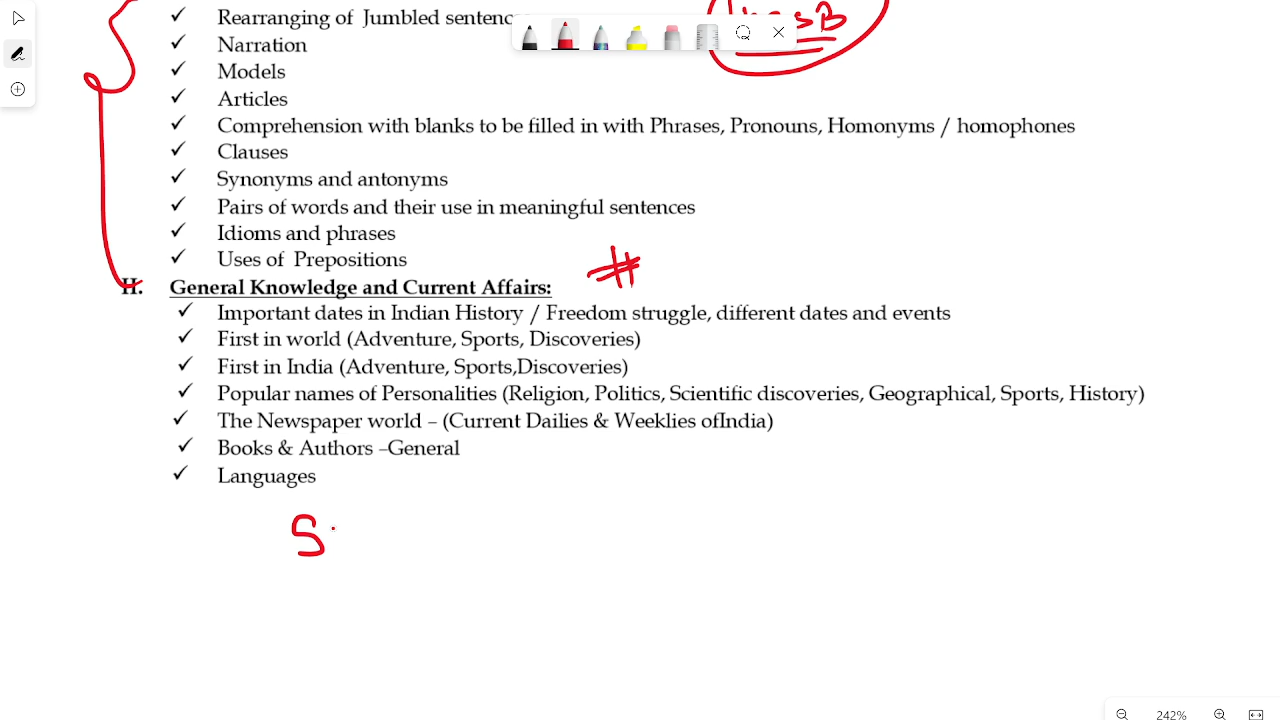 Rearranging of Jumbled
Narration
Models
Articles
Comprehension with blanks to be filled in with Phrases, Pronouns, Homonyms / homophones
Clauses
Synonyms and antonyms
Pairs of words and their use in meaningful sentences
Idioms and phrases
Uses of Prepositions
#
II. General Knowledge and Current Affairs:
Important dates in Indian History / Freedom struggle, different dates and events
First in world (Adventure, Sports, Discoveries)
First in India (Adventure, Sports,Discoveries)
Popular names of Personalities (Religion, Politics, Scientific discoveries, Geographical, Sports, History)
The Newspaper world – (Current Dailies & Weeklies ofIndia)
Books & Authors –General
Languages
S
242%